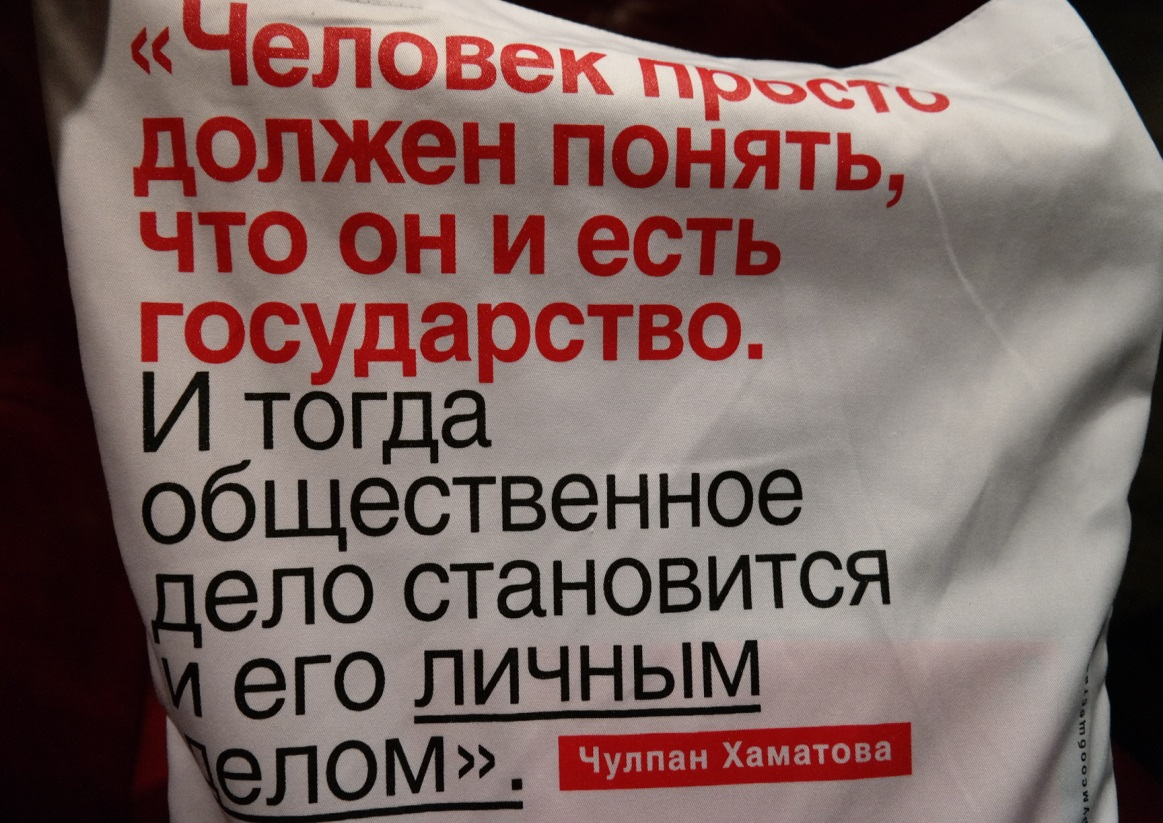 «Человек просто
должен понять,
что он и есть
государство.
И тогда
общественное
дело становится
и его личным
делом».
Чулпан Хаматова